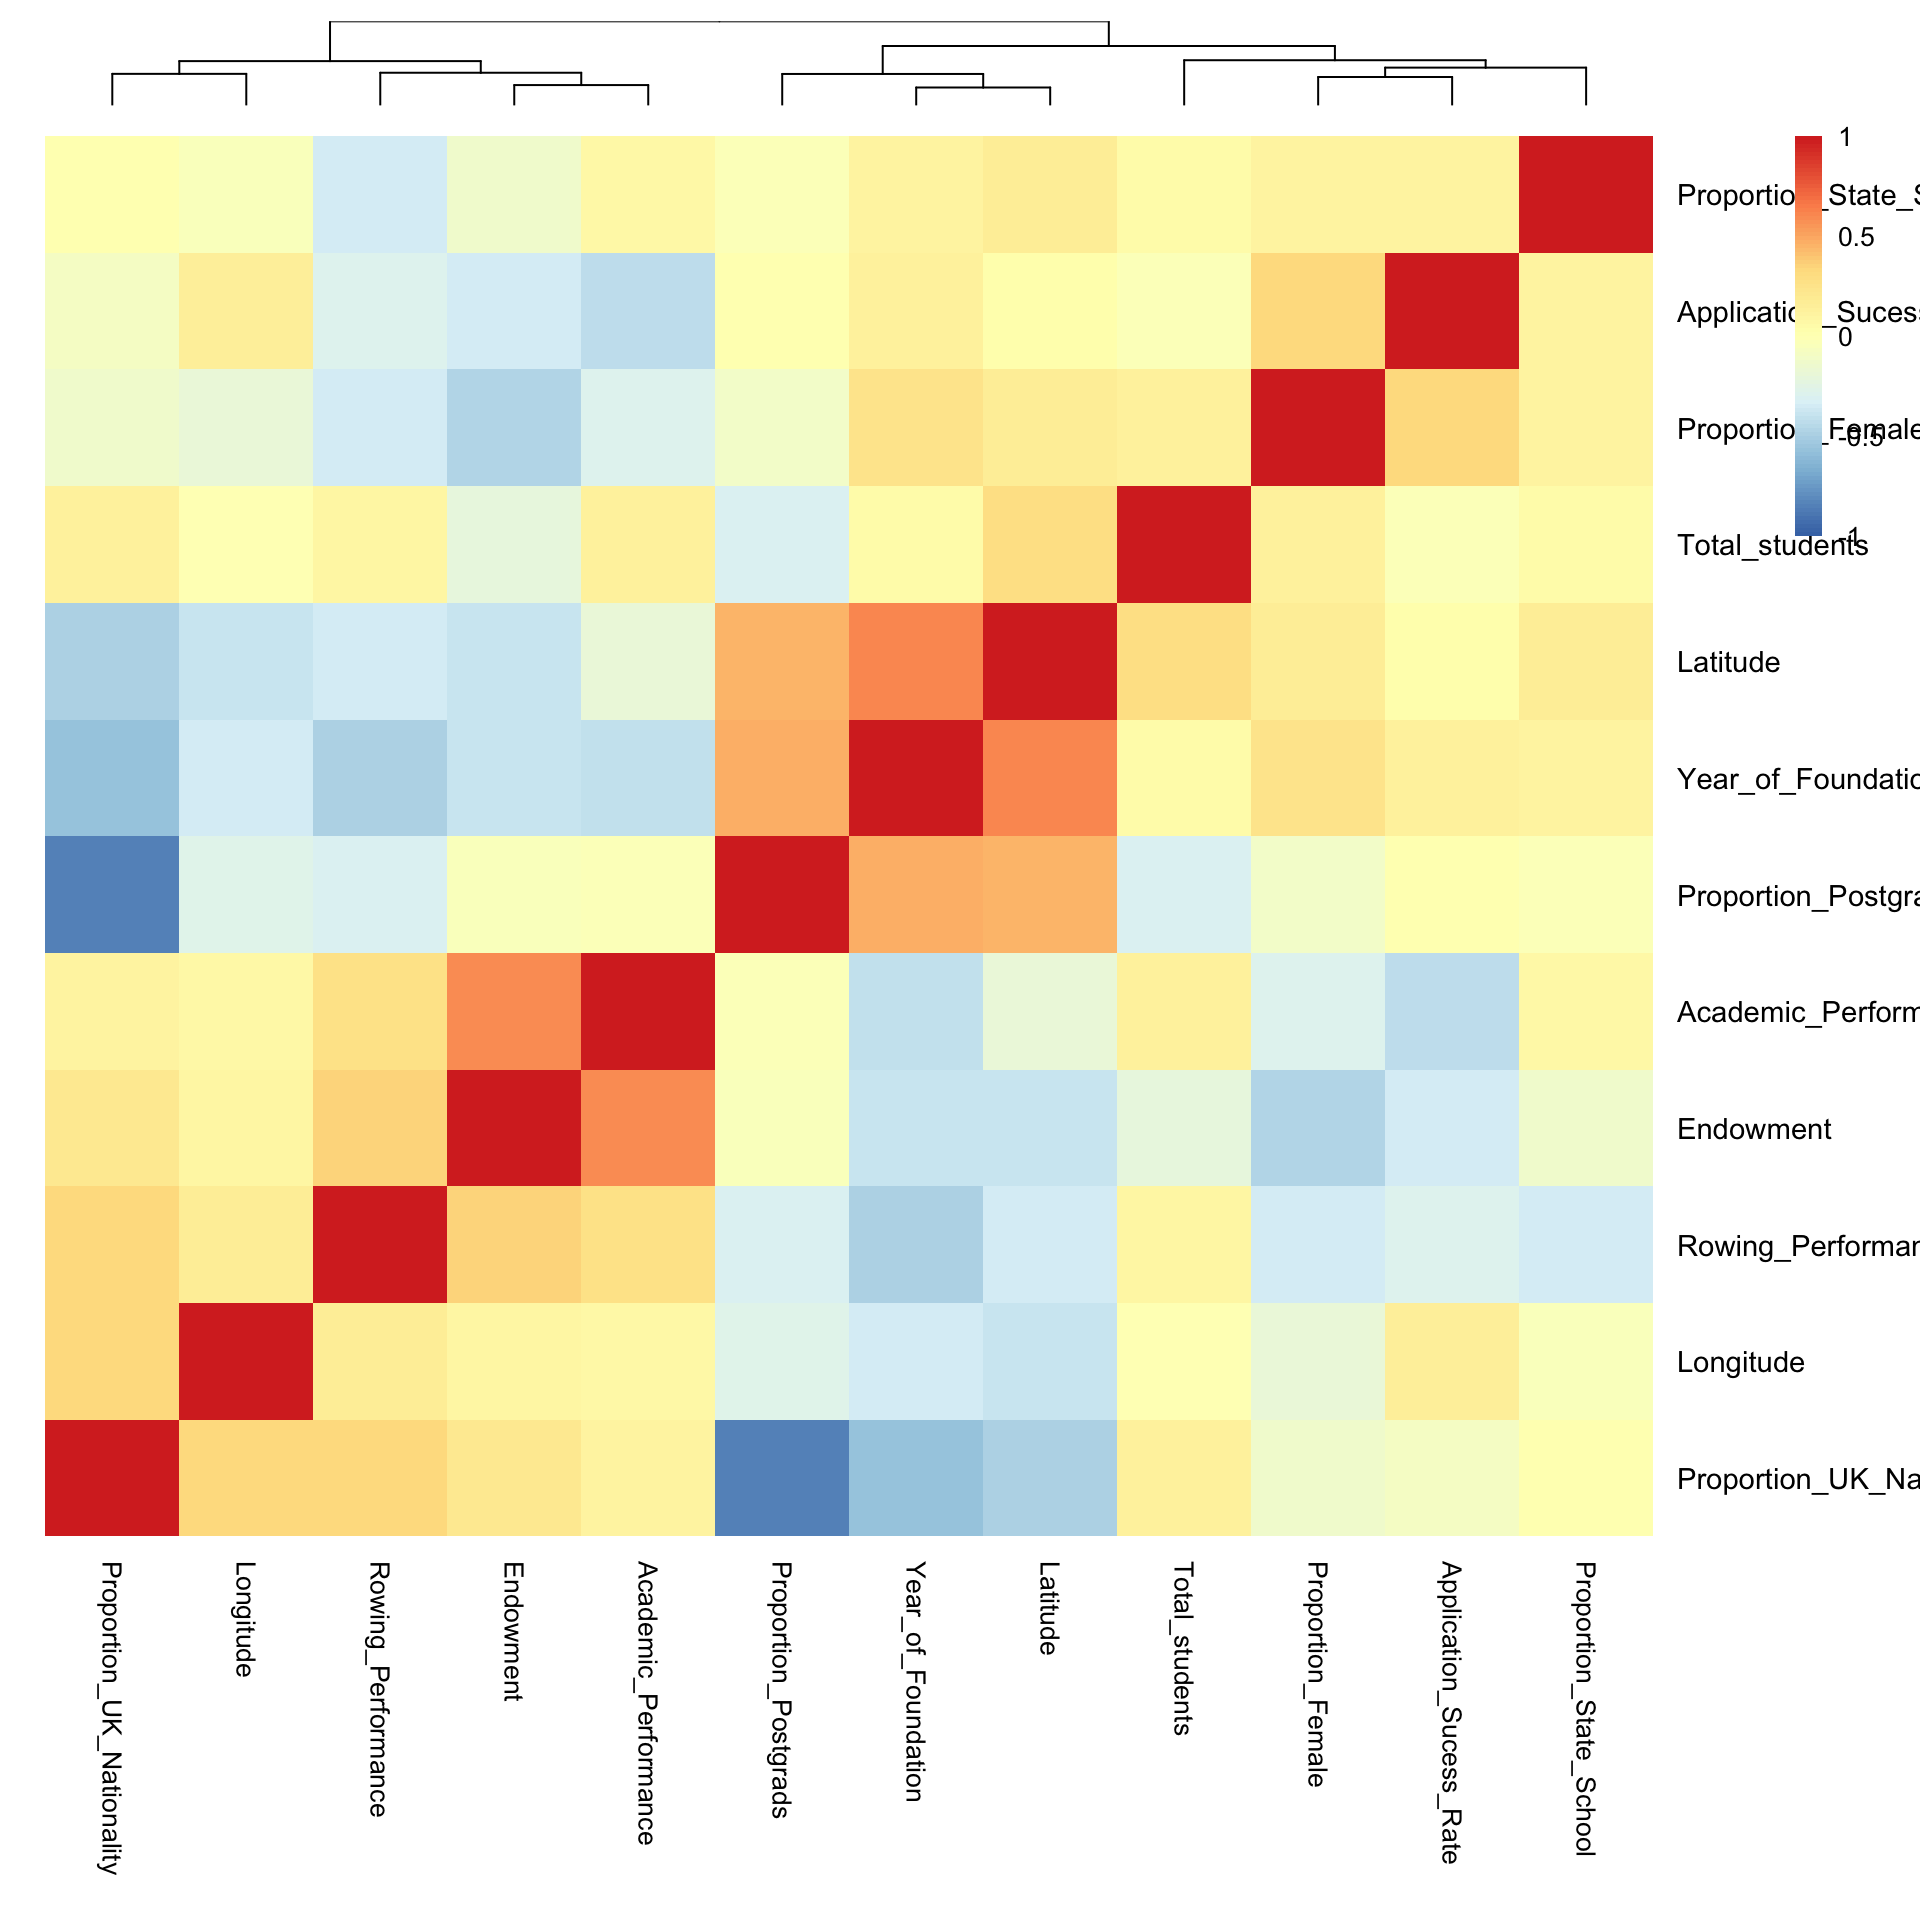 1
Proportion_State_S
0.5
Application_Sucess
0
Proportion_Female
-0.5
-1
Total_students
Latitude
Year_of_Foundatio
Proportion_Postgra
Academic_Perform
Endowment
Rowing_Performan
Longitude
Proportion_UK_Na
Proportion_UK_Nationality
Longitude
Rowing_Performance
Endowment
Academic_Performance
Proportion_Postgrads
Year_of_Foundation
Latitude
Total_students
Proportion_Female
Application_Sucess_Rate
Proportion_State_School